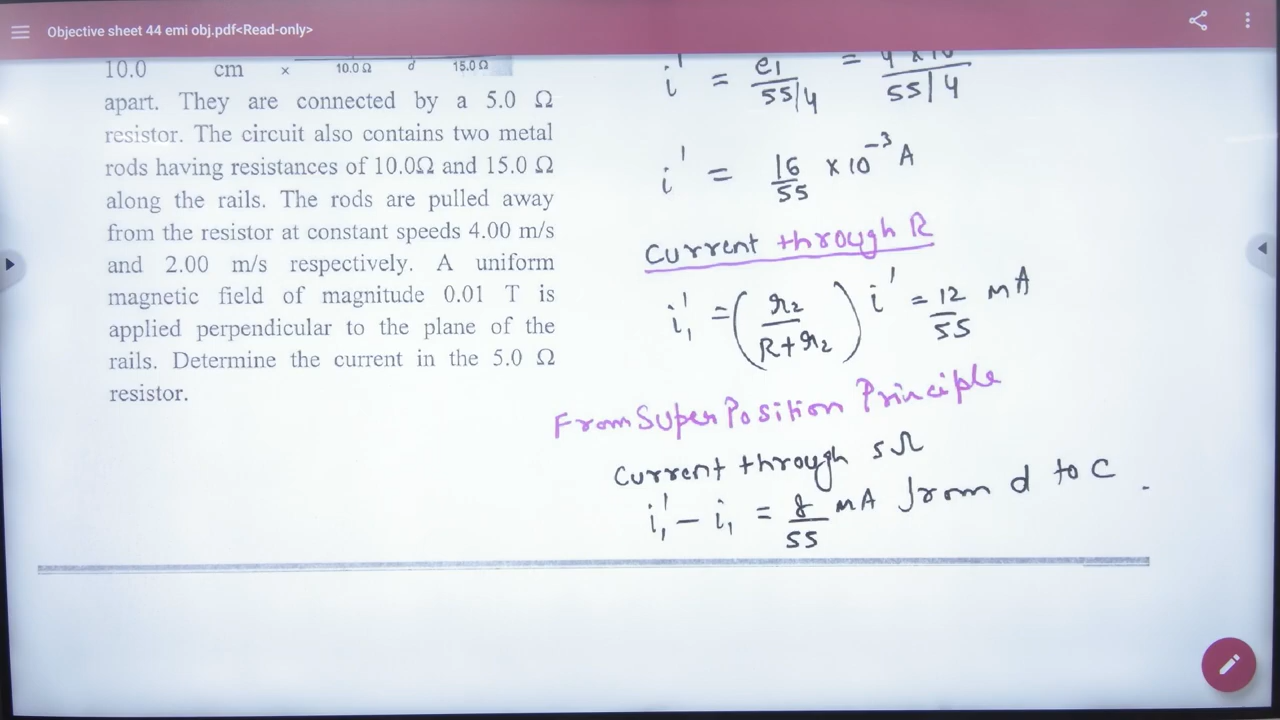 Objective sheet 44 emi obj.pdf<Read-only>
10.0 cm × 10.0 Ω d 15.0 Ω
apart. They are connected by a 5.0 Ω
resistor. The circuit also contains two metal
rods having resistances of 10.0Ω and 15.0 Ω
along the rails. The rods are pulled away
from the resistor at constant speeds 4.00 m/s
and 2.00 m/s respectively. A uniform
magnetic field of magnitude 0.01 T is
applied perpendicular to the plane of the
rails. Determine the current in the 5.0 Ω
resistor.
i' = e1 / 55/4 = 4 × 10 / 55/4
i' = 16/55 × 10^-3 A
Current through R
i1' = (r2 / R + r2) i' = 12/55 mA
From SuperPosition Principle
Current through 5Ω
i1' - i1 = 8/55 mA from d to C .